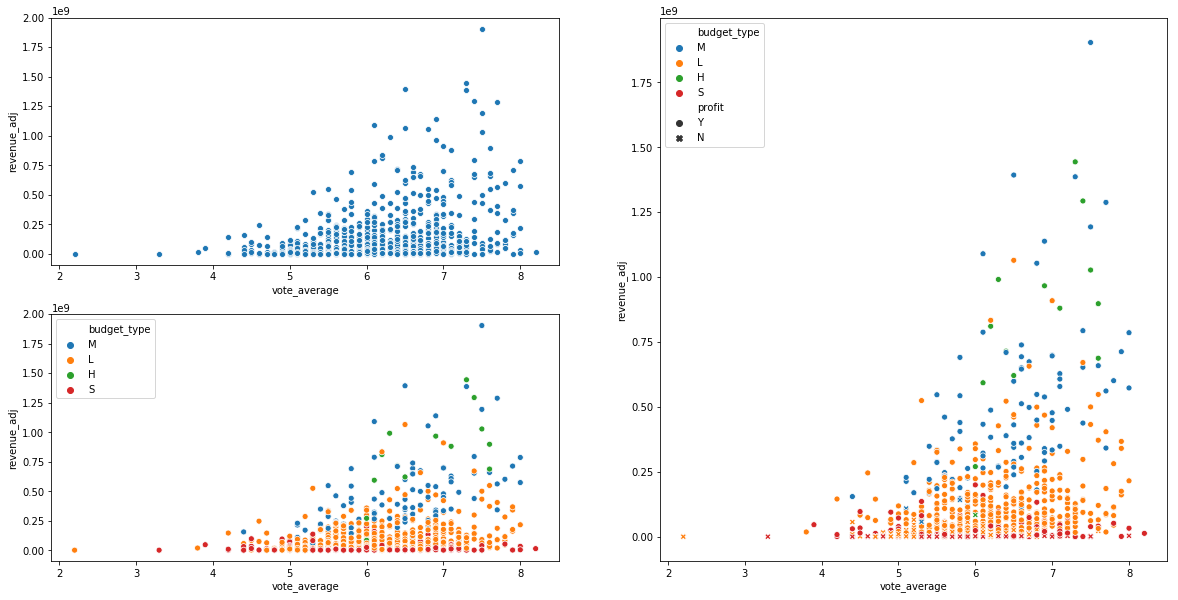 1e9
2.00
1.75
1.50
1.25
1.00
0.75
0.50
0.25
0.00
revenue_adj
2 3 4 5 6 7 8
vote_average
1e9
2.00
1.75
1.50
1.25
1.00
0.75
0.50
0.25
0.00
revenue_adj
budget_type
M
L
H
S
2 3 4 5 6 7 8
vote_average
1e9
1.75
1.50
1.25
1.00
0.75
0.50
0.25
0.00
revenue_adj
budget_type
M
L
H
S
profit
Y
N
2 3 4 5 6 7 8
vote_average